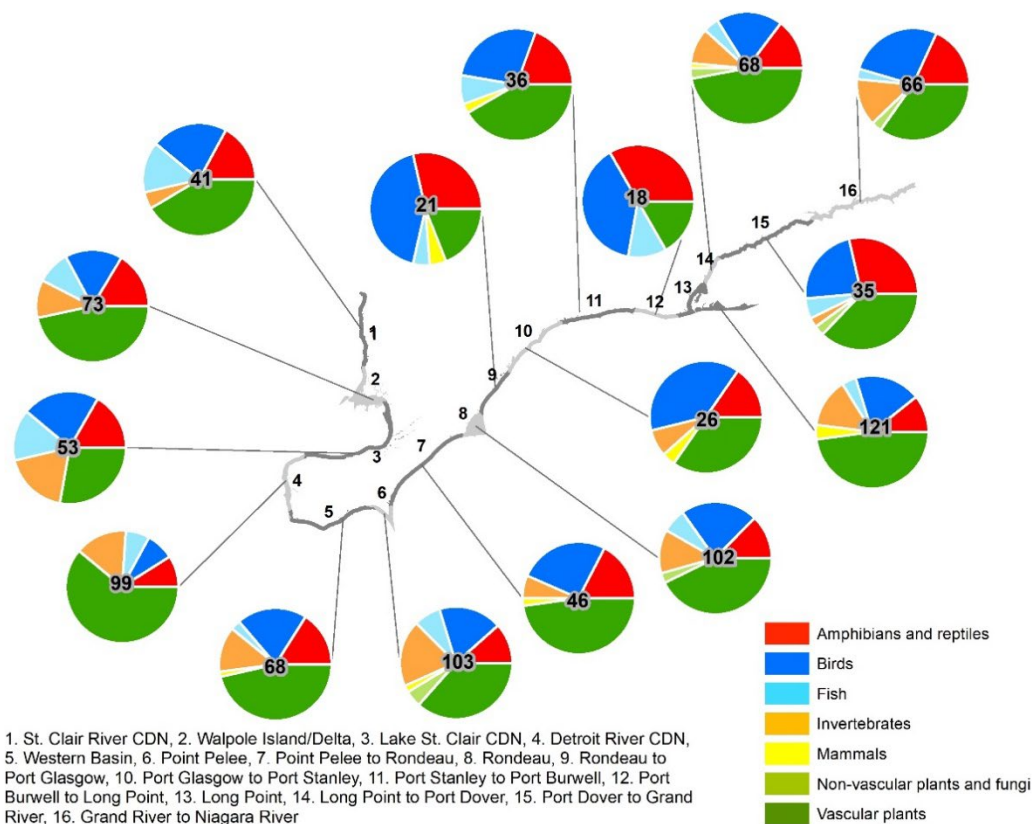 36
68
66
41
21
18
16
15
73
14
35
13
1
11
12
10
2
9
53
8
26
121
7
3
4
6
5
102
99
46
68
103
Amphibians and reptiles
Birds
Fish
Invertebrates
Mammals
Non-vascular plants and fungi
Vascular plants
1. St. Clair River CDN, 2. Walpole Island/Delta, 3. Lake St. Clair CDN, 4. Detroit River CDN,
5. Western Basin, 6. Point Pelee, 7. Point Pelee to Rondeau, 8. Rondeau, 9. Rondeau to
Port Glasgow, 10. Port Glasgow to Port Stanley, 11. Port Stanley to Port Burwell, 12. Port
Burwell to Long Point, 13. Long Point, 14. Long Point to Port Dover, 15. Port Dover to Grand
River, 16. Grand River to Niagara River